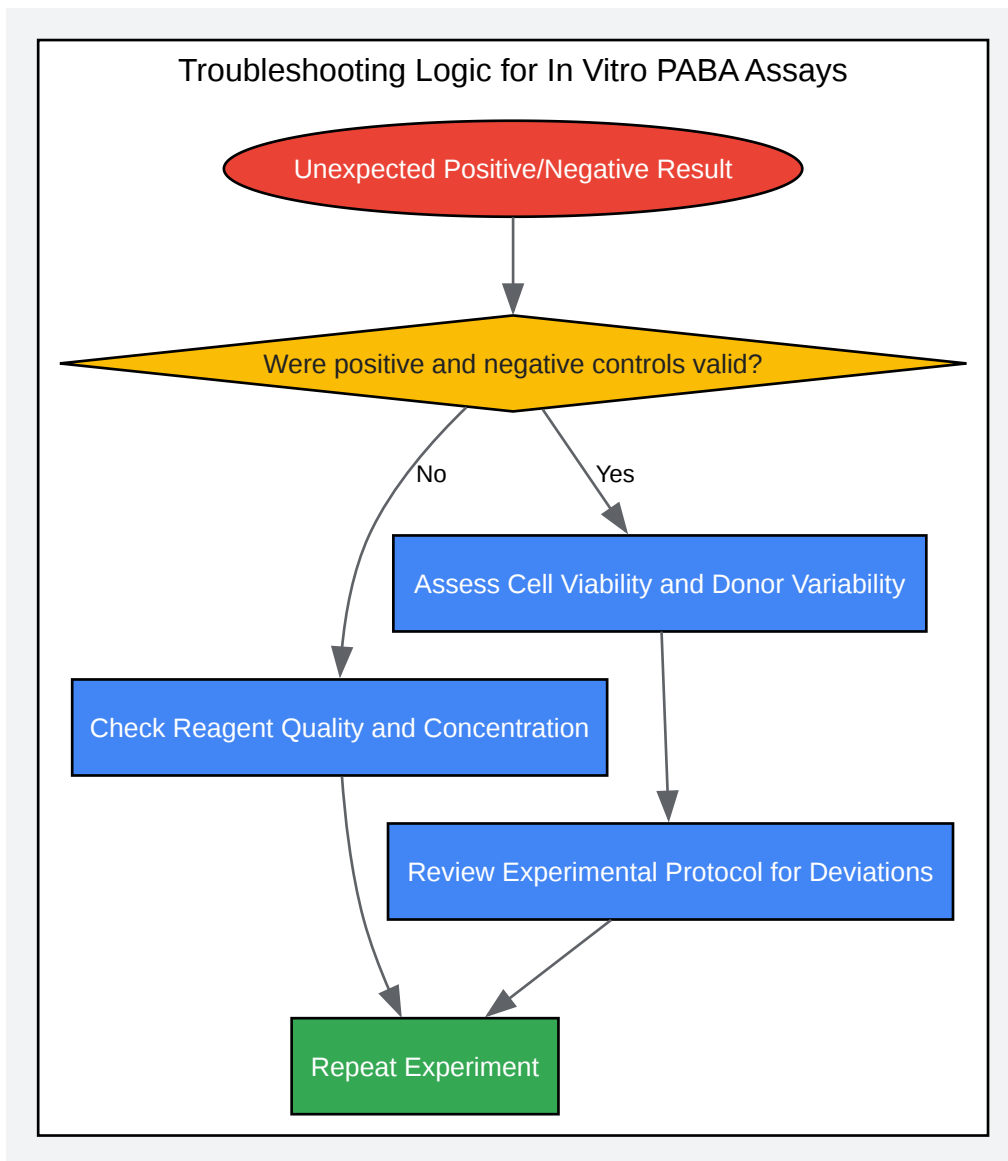 Troubleshooting Logic for In Vitro PABA Assays
Unexpected Positive/Negative Result
Were positive and negative controls valid?
No
Yes
Assess Cell Viability and Donor Variability
Check Reagent Quality and Concentration
Review Experimental Protocol for Deviations
Repeat Experiment